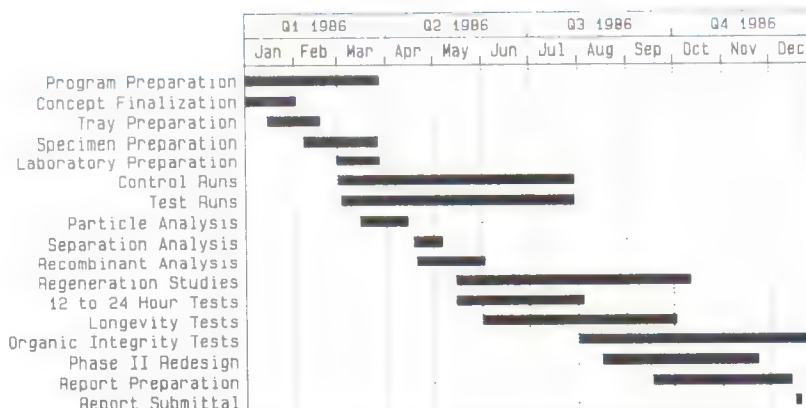 Q1 1986 Q2 1986 Q3 1986 Q4 1986
Jan Feb Mar Apr May Jun Jul Aug Sep Oct Nov Dec
Program Preparation
Concept Finalization
Tray Preparation
Specimen Preparation
Laboratory Preparation
Control Runs
Test Runs
Particle Analysis
Separation Analysis
Recombinant Analysis
Regeneration Studies
12 to 24 Hour Tests
Longevity Tests
Organic Integrity Tests
Phase II Redesign
Report Preparation
Report Submittal